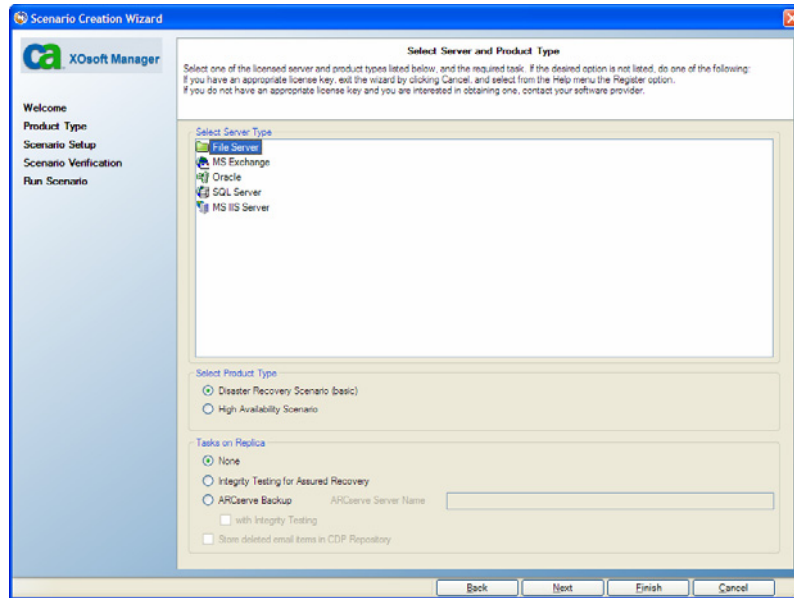 Scenario Creation Wizard
ca XOsoft Manager
Welcome
Product Type
Scenario Setup
Scenario Verification
Run Scenario
Select Server and Product Type
Select one of the licensed server and product types listed below, and the required task. If the desired option is not listed, do one of the following:
If you have an appropriate license key, exit the wizard by clicking Cancel, and select from the Help menu the Register option.
If you do not have an appropriate license key and you are interested in obtaining one, contact your software provider.
Select Server Type
File Server
MS Exchange
Oracle
SQL Server
MS IIS Server
Select Product Type
Disaster Recovery Scenario (basic)
High Availability Scenario
Tasks on Replica
None
Integrity Testing for Assured Recovery
ARCserve Backup ARCserve Server Name
with Integrity Testing
Store deleted email items in CDP Repository
Back Next Finish Cancel